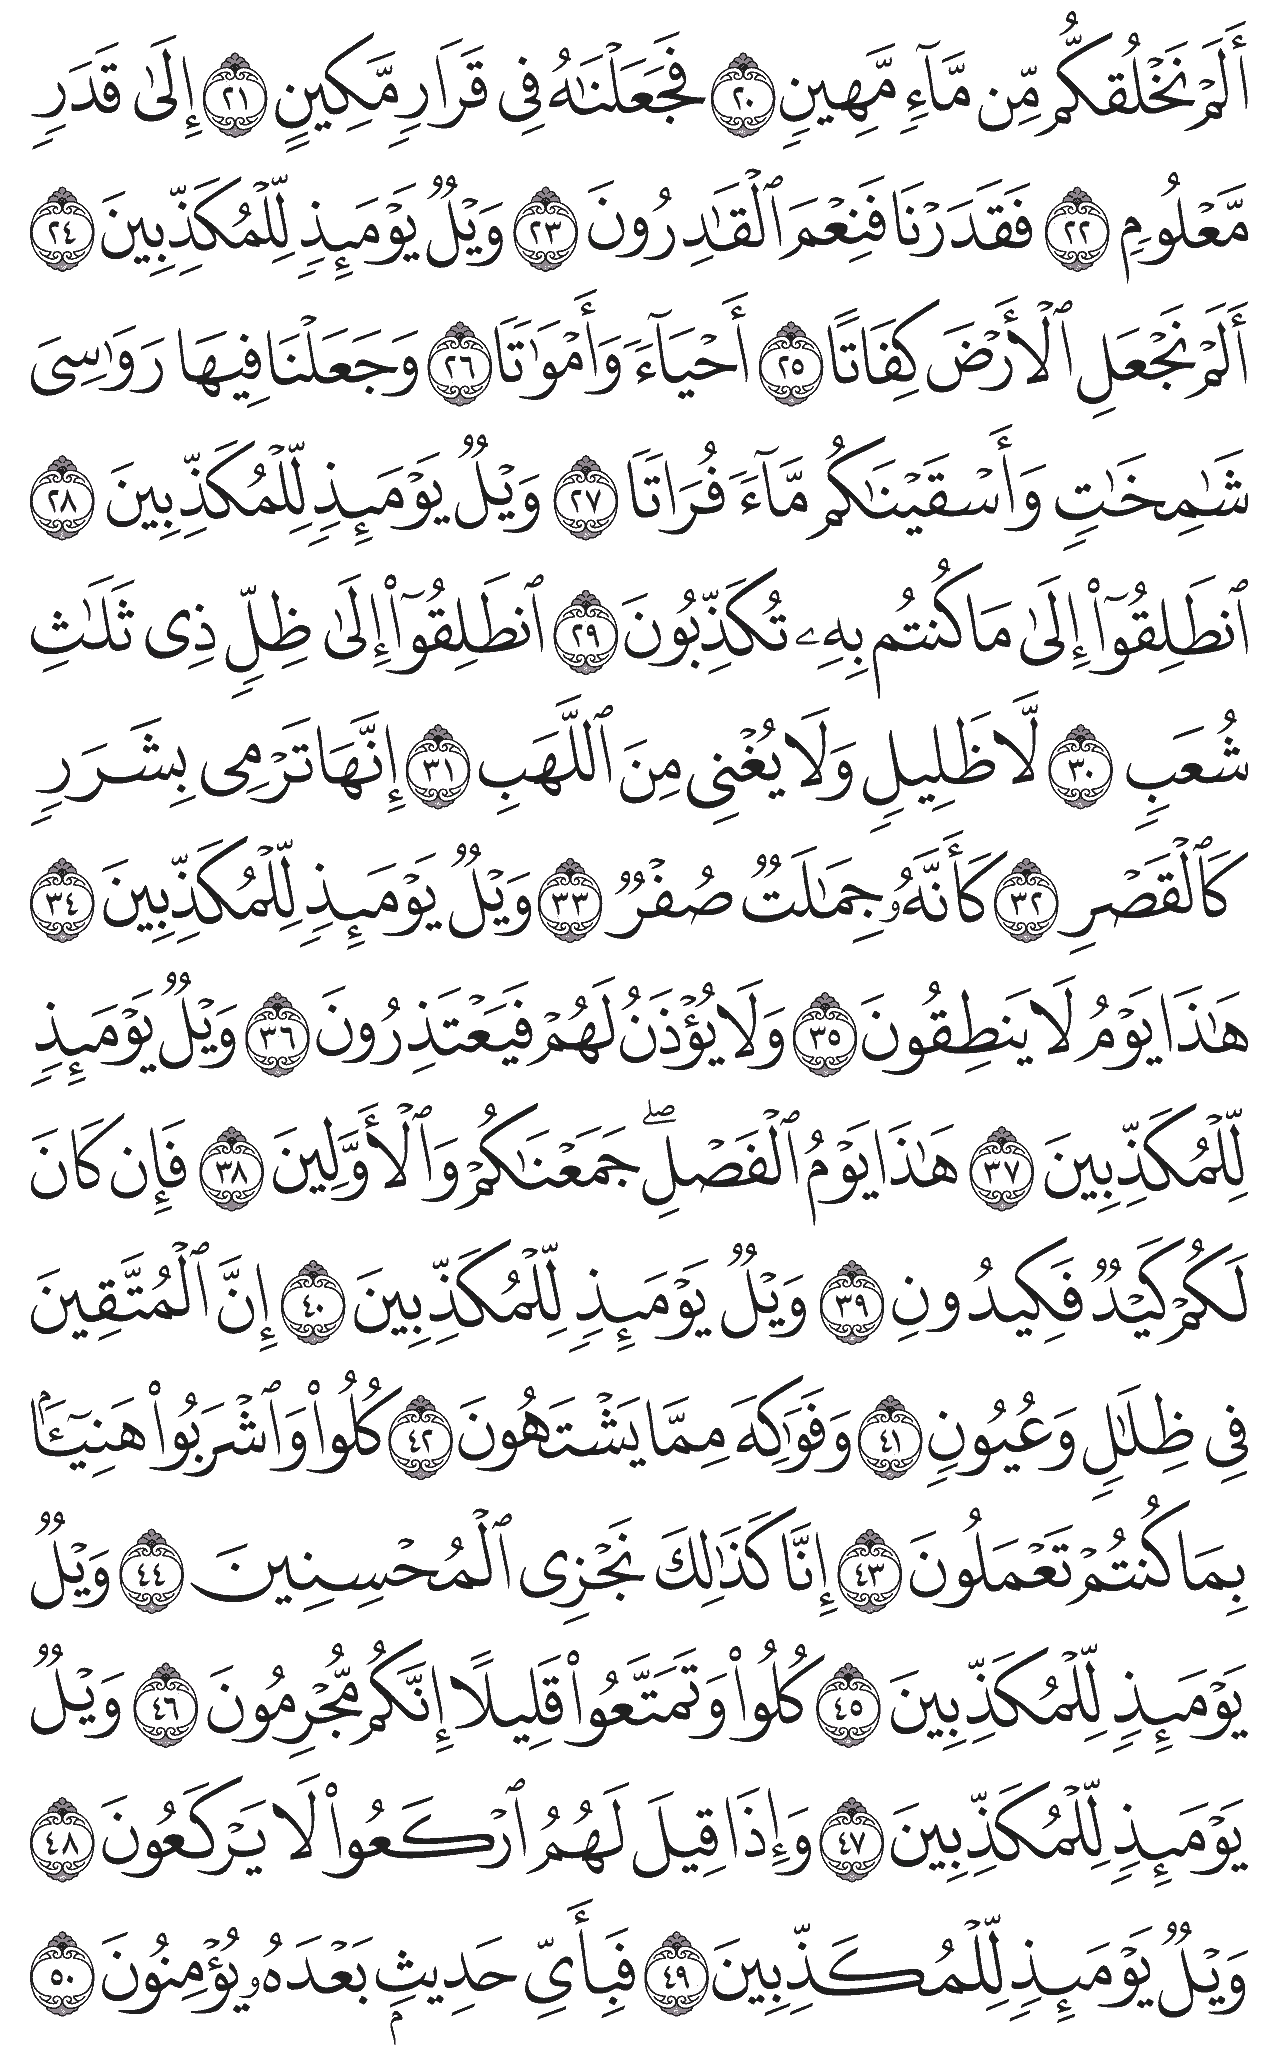 أَلَمْ نَخْلُقكُّم مِّن مَّآءٍ مَّهِينٍ ٢٠ فَجَعَلْنَٰهُ فِى قَرَارٍ مَّكِينٍ ٢١ إِلَىٰ قَدَرٍ
مَّعْلُومٍ ٢٢ فَقَدَرْنَا فَنِعْمَ ٱلْقَٰدِرُونَ ٢٣ وَيْلٌ يَوْمَئِذٍ لِّلْمُكَذِّبِينَ ٢٤
أَلَمْ نَجْعَلِ ٱلْأَرْضَ كِفَاتًا ٢٥ أَحْيَآءً وَأَمْوَٰتًا ٢٦ وَجَعَلْنَا فِيهَا رَوَٰسِىَ
شَٰمِخَٰتٍ وَأَسْقَيْنَٰكُم مَّآءً فُرَاتًا ٢٧ وَيْلٌ يَوْمَئِذٍ لِّلْمُكَذِّبِينَ ٢٨
ٱنطَلِقُوٓا۟ إِلَىٰ مَا كُنتُم بِهِۦ تُكَذِّبُونَ ٢٩ ٱنطَلِقُوٓا۟ إِلَىٰ ظِلٍّ ذِى ثَلَٰثِ
شُعَبٍ ٣٠ لَّا ظَلِيلٍ وَلَا يُغْنِى مِنَ ٱللَّهَبِ ٣١ إِنَّهَا تَرْمِى بِشَرَرٍ
كَٱلْقَصْرِ ٣٢ كَأَنَّهُۥ جِمَٰلَتٌ صُفْرٌ ٣٣ وَيْلٌ يَوْمَئِذٍ لِّلْمُكَذِّبِينَ ٣٤
هَٰذَا يَوْمُ لَا يَنطِقُونَ ٣٥ وَلَا يُؤْذَنُ لَهُمْ فَيَعْتَذِرُونَ ٣٦ وَيْلٌ يَوْمَئِذٍ
لِّلْمُكَذِّبِينَ ٣٧ هَٰذَا يَوْمُ ٱلْفَصْلِ ۖ جَمَعْنَٰكُمْ وَٱلْأَوَّلِينَ ٣٨ فَإِن كَانَ
لَكُمْ كَيْدٌ فَكِيدُونِ ٣٩ وَيْلٌ يَوْمَئِذٍ لِّلْمُكَذِّبِينَ ٤٠ إِنَّ ٱلْمُتَّقِينَ
فِى ظِلَٰلٍ وَعُيُونٍ ٤١ وَفَوَٰكِهَ مِمَّا يَشْتَهُونَ ٤٢ كُلُوا۟ وَٱشْرَبُوا۟ هَنِيٓـًٔۢا
بِمَا كُنتُمْ تَعْمَلُونَ ٤٣ إِنَّا كَذَٰلِكَ نَجْزِى ٱلْمُحْسِنِينَ ٤٤ وَيْلٌ
يَوْمَئِذٍ لِّلْمُكَذِّبِينَ ٤٥ كُلُوا۟ وَتَمَتَّعُوا۟ قَلِيلًا إِنَّكُم مُّجْرِمُونَ ٤٦ وَيْلٌ
يَوْمَئِذٍ لِّلْمُكَذِّبِينَ ٤٧ وَإِذَا قِيلَ لَهُمُ ٱرْكَعُوا۟ لَا يَرْكَعُونَ ٤٨
وَيْلٌ يَوْمَئِذٍ لِّلْمُكَذِّبِينَ ٤٩ فَبِأَىِّ حَدِيثٍۭ بَعْدَهُۥ يُؤْمِنُونَ ٥٠